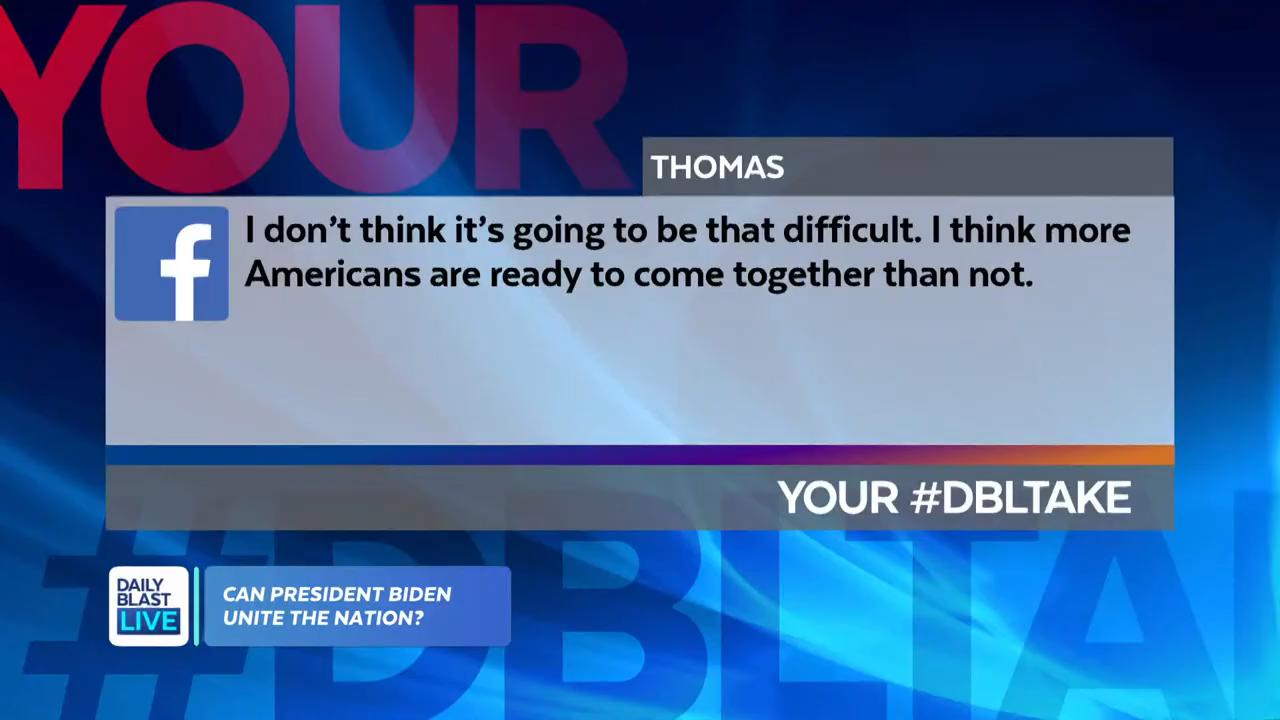 YOUR
THOMAS
f
I don’t think it’s going to be that difficult. I think more
Americans are ready to come together than not.
YOUR #DBLTAKE
#DBLTA
DAILY
BLAST
LIVE
CAN PRESIDENT BIDEN
UNITE THE NATION?